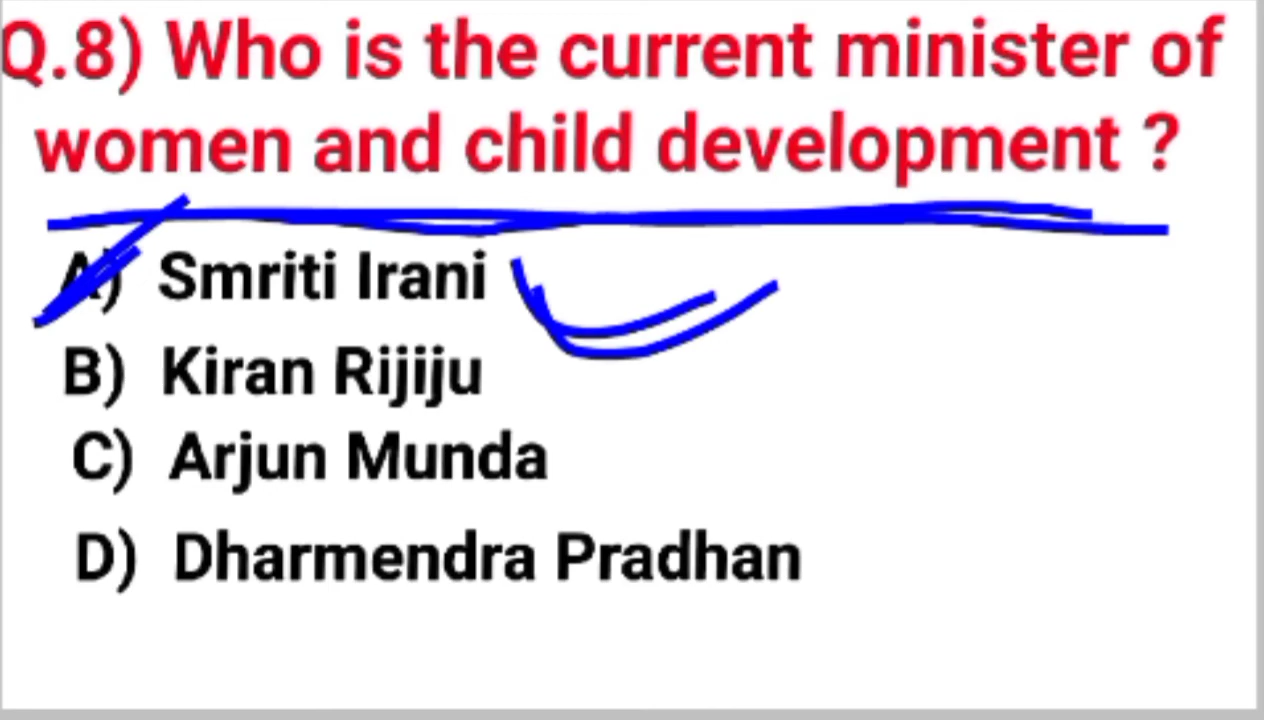 Q.8) Who is the current minister of
women and child development ?
A) Smriti Irani
B) Kiran Rijiju
C) Arjun Munda
D) Dharmendra Pradhan